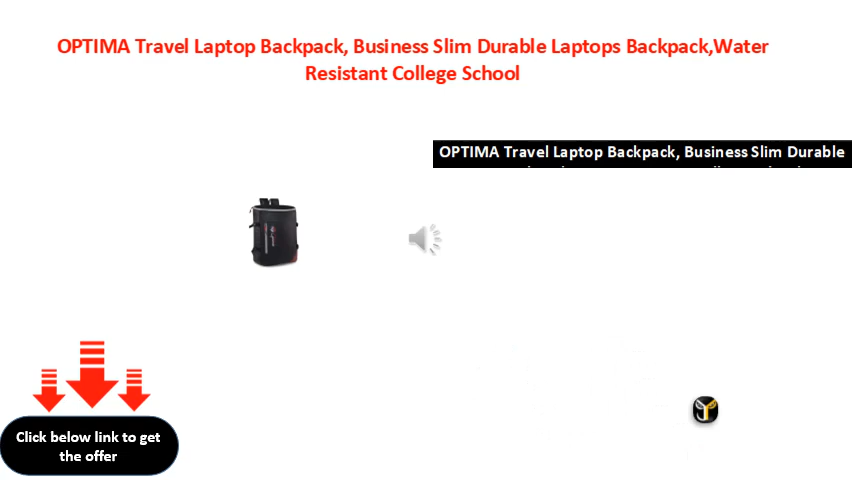 OPTIMA Travel Laptop Backpack, Business Slim Durable Laptops Backpack,Water
Resistant College School
OPTIMA Travel Laptop Backpack, Business Slim Durable
Click below link to get
the offer